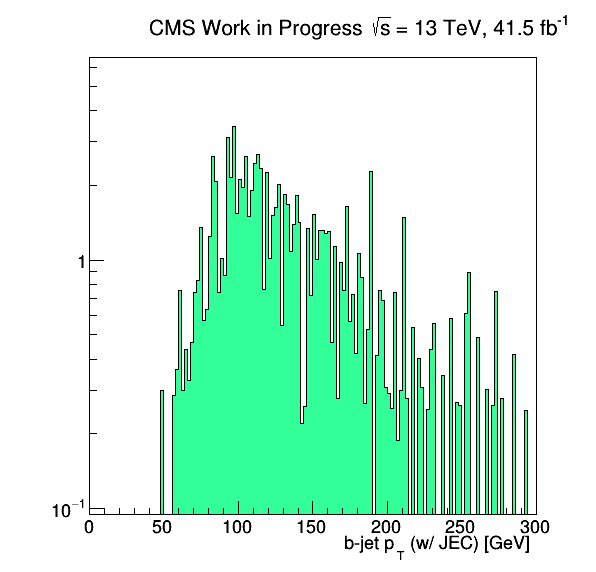 CMS Work in Progress √s = 13 TeV, 41.5 fb⁻¹
1
10⁻¹
0 50 100 150 200 250 300
b-jet p_T (w/ JEC) [GeV]